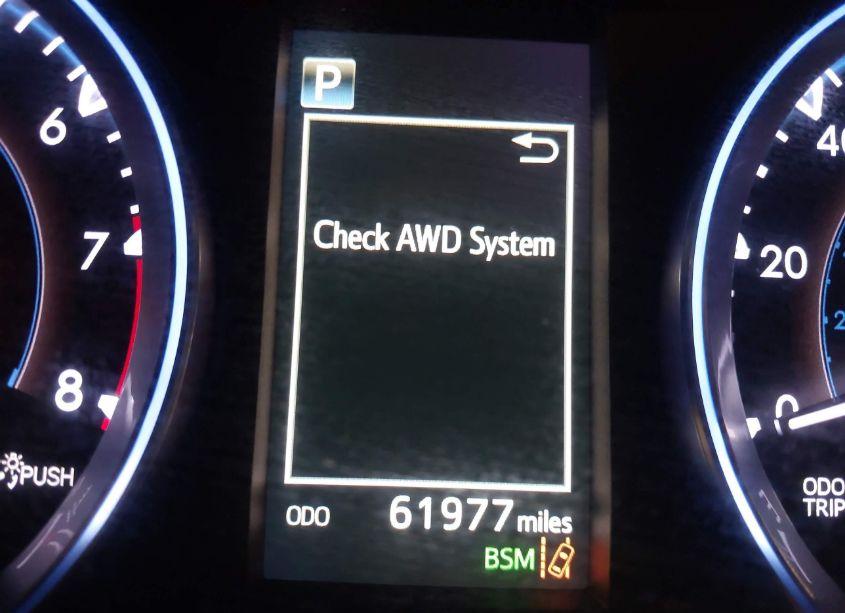 P
Check AWD System
ODO 61977 miles
BSM
6
7
8
PUSH
40
20
0
ODO
TRIP